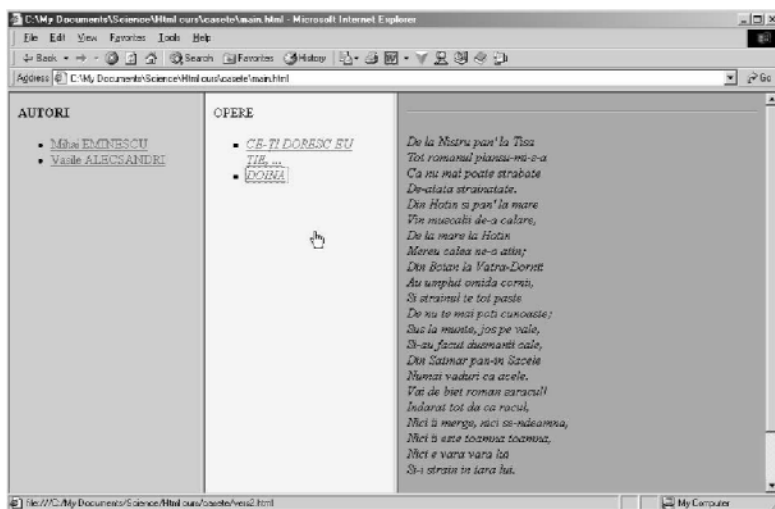 C:\My Documents\Science\Html curs\casete\main.html - Microsoft Internet Explorer
File Edit View Favorites Tools Help
Back Search Favorites History
Address C:\My Documents\Science\Html curs\casete\main.html Go
AUTORI
Mihai EMINESCU
Vasile ALECSANDRI
OPERE
CE-TI DORESC EU
TIE, ...
DOINA
De la Nistru pan' la Tisa
Tot romanul plansu-mi-s-a
Ca nu mai poate strabate
De-atata strainatate.
Din Hotin si pan' la mare
Vin muscalii de-a calare,
De la mare la Hotin
Mereu calea ne-o atin;
Din Boian la Vatra-Dornii
Au umplut omida cornii,
Si strainul te tot paste
De nu te mai poti cunoaste;
Sus la munte, jos pe vale,
Si-au facut dusmanii cale,
Din Satmar pan-in Sacele
Numai vaduri ca acele.
Vai de biet roman saracul!
Indarat tot da ca racul,
Nici ii merge, nici se-ndeamna,
Nici ii este toamna toamna,
Nici e vara vara lui
Si-i strain in tara lui.
file:///C:/My Documents/Science/Html curs/casete/vers2.html
My Computer